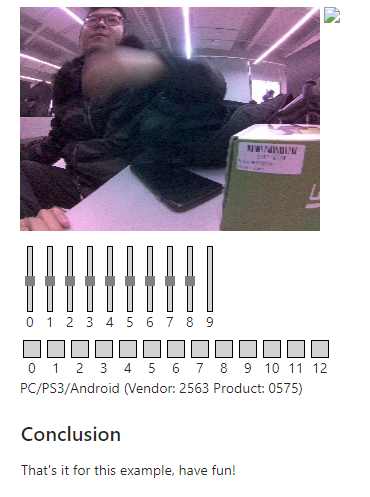 0 1 2 3 4 5 6 7 8 9
0 1 2 3 4 5 6 7 8 9 10 11 12
PC/PS3/Android (Vendor: 2563 Product: 0575)
Conclusion
That's it for this example, have fun!